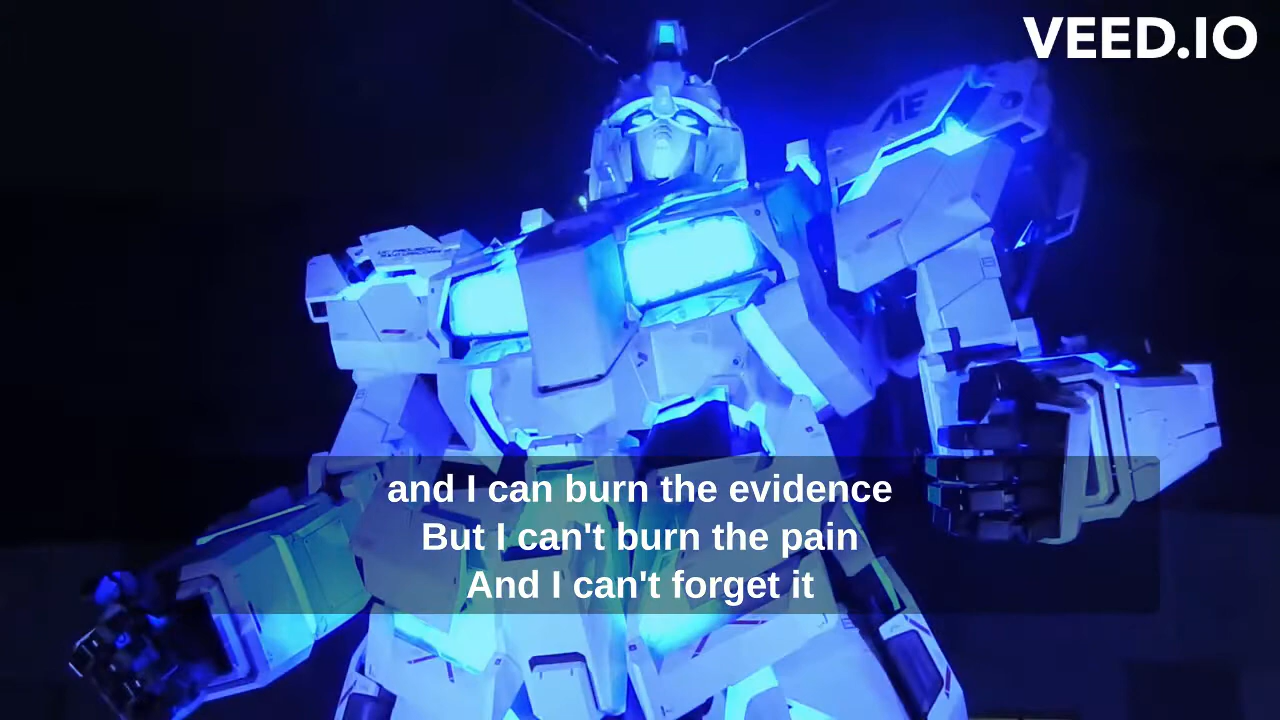 VEED.IO
AE
and I can burn the evidence
But I can't burn the pain
And I can't forget it